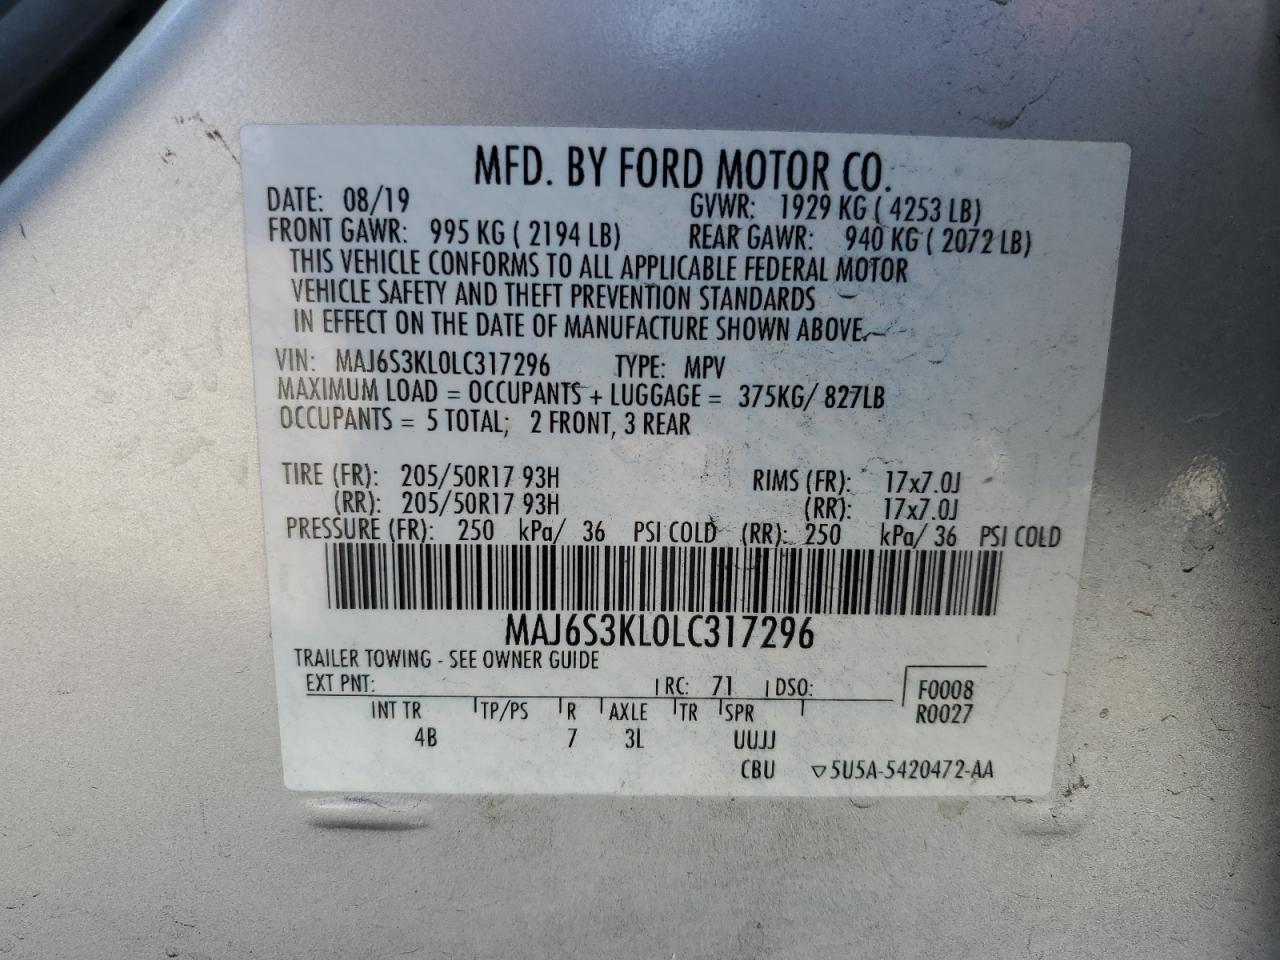 MFD. BY FORD MOTOR CO.
DATE: 08/19 GVWR: 1929 KG ( 4253 LB)
FRONT GAWR: 995 KG ( 2194 LB) REAR GAWR: 940 KG ( 2072 LB)
THIS VEHICLE CONFORMS TO ALL APPLICABLE FEDERAL MOTOR
VEHICLE SAFETY AND THEFT PREVENTION STANDARDS
IN EFFECT ON THE DATE OF MANUFACTURE SHOWN ABOVE.
VIN: MAJ6S3KL0LC317296 TYPE: MPV
MAXIMUM LOAD = OCCUPANTS + LUGGAGE = 375KG/ 827LB
OCCUPANTS = 5 TOTAL; 2 FRONT, 3 REAR
TIRE (FR): 205/50R17 93H RIMS (FR): 17x7.0J
(RR): 205/50R17 93H (RR): 17x7.0J
PRESSURE (FR): 250 kPa/ 36 PSI COLD (RR): 250 kPa/ 36 PSI COLD
MAJ6S3KL0LC317296
TRAILER TOWING - SEE OWNER GUIDE
EXT PNT: RC: 71 DSO: F0008
INT TR TP/PS R AXLE TR SPR R0027
4B 7 3L UUJJ
CBU ▽5U5A-5420472-AA